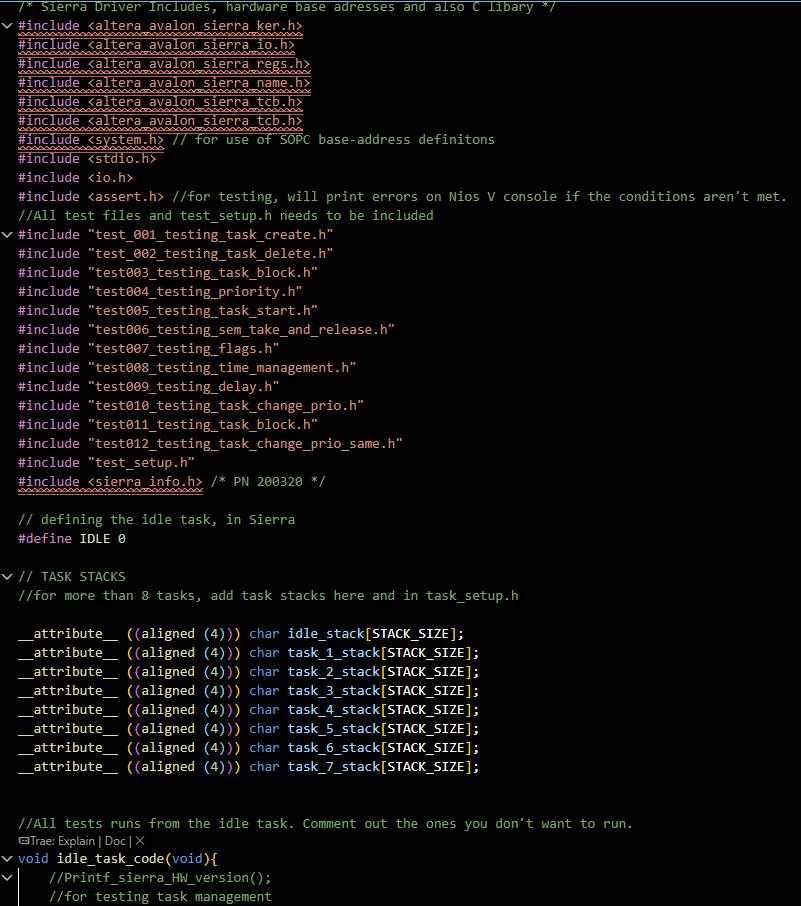 /* Sierra Driver Includes, hardware base adresses and also C libary */
#include <altera_avalon_sierra_ker.h>
#include <altera_avalon_sierra_io.h>
#include <altera_avalon_sierra_regs.h>
#include <altera_avalon_sierra_name.h>
#include <altera_avalon_sierra_tcb.h>
#include <altera_avalon_sierra_tcb.h>
#include <system.h> // for use of SOPC base-address definitons
#include <stdio.h>
#include <io.h>
#include <assert.h> //for testing, will print errors on Nios V console if the conditions aren't met.
//All test files and test_setup.h needs to be included
#include "test_001_testing_task_create.h"
#include "test_002_testing_task_delete.h"
#include "test003_testing_task_block.h"
#include "test004_testing_priority.h"
#include "test005_testing_task_start.h"
#include "test006_testing_sem_take_and_release.h"
#include "test007_testing_flags.h"
#include "test008_testing_time_management.h"
#include "test009_testing_delay.h"
#include "test010_testing_task_change_prio.h"
#include "test011_testing_task_block.h"
#include "test012_testing_task_change_prio_same.h"
#include "test_setup.h"
#include <sierra_info.h> /* PN 200320 */
// defining the idle task, in Sierra
#define IDLE 0
// TASK STACKS
//for more than 8 tasks, add task stacks here and in task_setup.h
__attribute__ ((aligned (4))) char idle_stack[STACK_SIZE];
__attribute__ ((aligned (4))) char task_1_stack[STACK_SIZE];
__attribute__ ((aligned (4))) char task_2_stack[STACK_SIZE];
__attribute__ ((aligned (4))) char task_3_stack[STACK_SIZE];
__attribute__ ((aligned (4))) char task_4_stack[STACK_SIZE];
__attribute__ ((aligned (4))) char task_5_stack[STACK_SIZE];
__attribute__ ((aligned (4))) char task_6_stack[STACK_SIZE];
__attribute__ ((aligned (4))) char task_7_stack[STACK_SIZE];
//All tests runs from the idle task. Comment out the ones you don't want to run.
Trae: Explain | Doc | X
void idle_task_code(void){
//Printf_sierra_HW_version();
//for testing task management